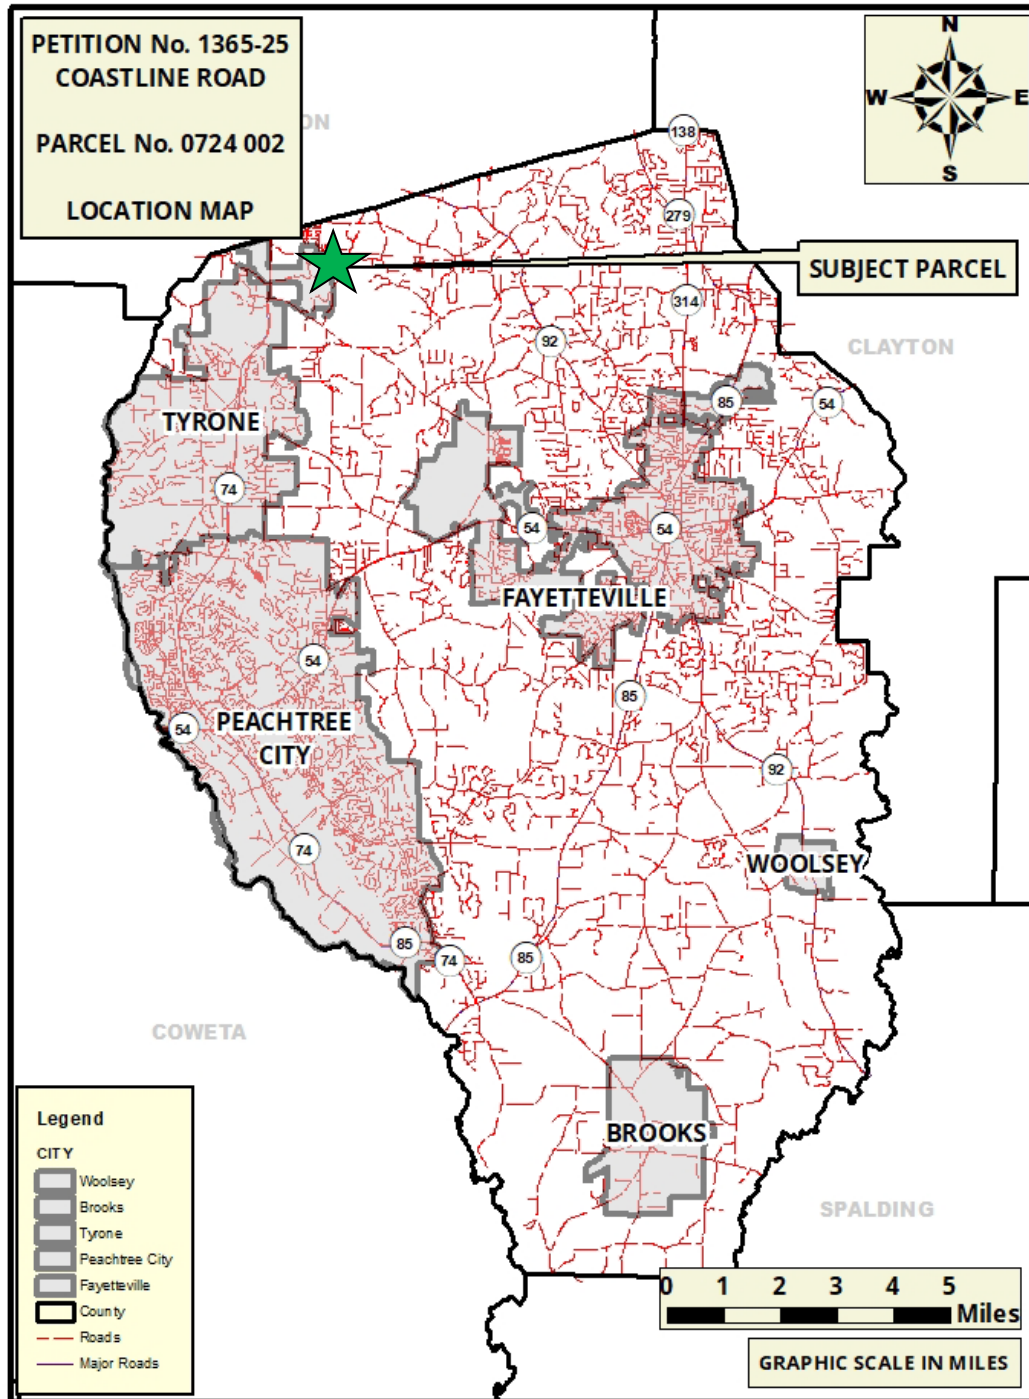 PETITION No. 1365-25
COASTLINE ROAD
PARCEL No. 0724 002
LOCATION MAP
ON
N
W
E
S
138
279
SUBJECT PARCEL
314
92
CLAYTON
85
54
TYRONE
74
54
54
FAYETTEVILLE
54
85
54
PEACHTREE
CITY
92
74
WOOLSEY
85
74
85
COWETA
BROOKS
SPALDING
Legend
CITY
Woolsey
Brooks
Tyrone
Peachtree City
Fayetteville
County
Roads
Major Roads
0 1 2 3 4 5
Miles
GRAPHIC SCALE IN MILES